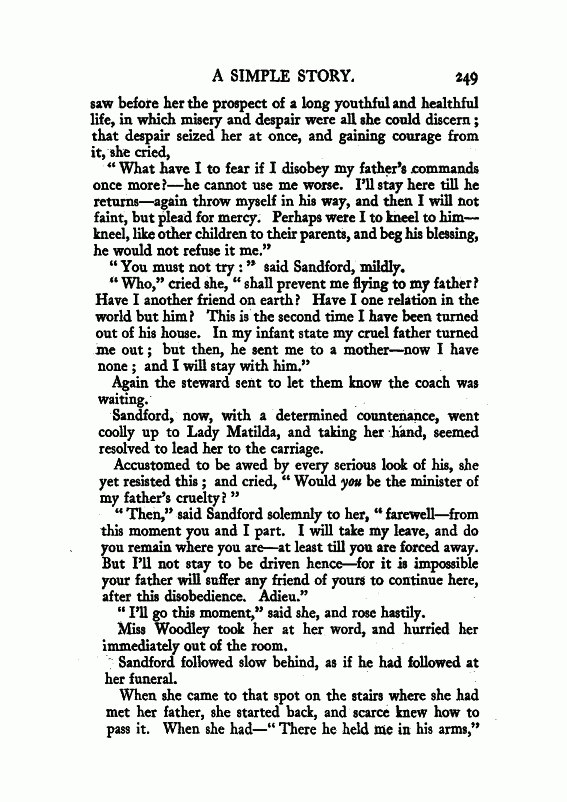 A SIMPLE STORY. 249
saw before her the prospect of a long youthful and healthful
life, in which misery and despair were all she could discern ;
that despair seized her at once, and gaining courage from
it, she cried,
“ What have I to fear if I disobey my father’s commands
once more?—he cannot use me worse. I’ll stay here till he
returns—again throw myself in his way, and then I will not
faint, but plead for mercy. Perhaps were I to kneel to him—
kneel, like other children to their parents, and beg his blessing,
he would not refuse it me.”
“ You must not try : ” said Sandford, mildly.
“ Who,” cried she, “ shall prevent me flying to my father?
Have I another friend on earth? Have I one relation in the
world but him? This is the second time I have been turned
out of his house. In my infant state my cruel father turned
me out ; but then, he sent me to a mother—now I have
none ; and I will stay with him.”
Again the steward sent to let them know the coach was
waiting.
Sandford, now, with a determined countenance, went
coolly up to Lady Matilda, and taking her hand, seemed
resolved to lead her to the carriage.
Accustomed to be awed by every serious look of his, she
yet resisted this ; and cried, “ Would you be the minister of
my father’s cruelty? ”
“ Then,” said Sandford solemnly to her, “ farewell—from
this moment you and I part. I will take my leave, and do
you remain where you are—at least till you are forced away.
But I’ll not stay to be driven hence—for it is impossible
your father will suffer any friend of yours to continue here,
after this disobedience. Adieu.”
“ I’ll go this moment,” said she, and rose hastily.
Miss Woodley took her at her word, and hurried her
immediately out of the room.
Sandford followed slow behind, as if he had followed at
her funeral.
When she came to that spot on the stairs where she had
met her father, she started back, and scarce knew how to
pass it. When she had—“ There he held me in his arms,”